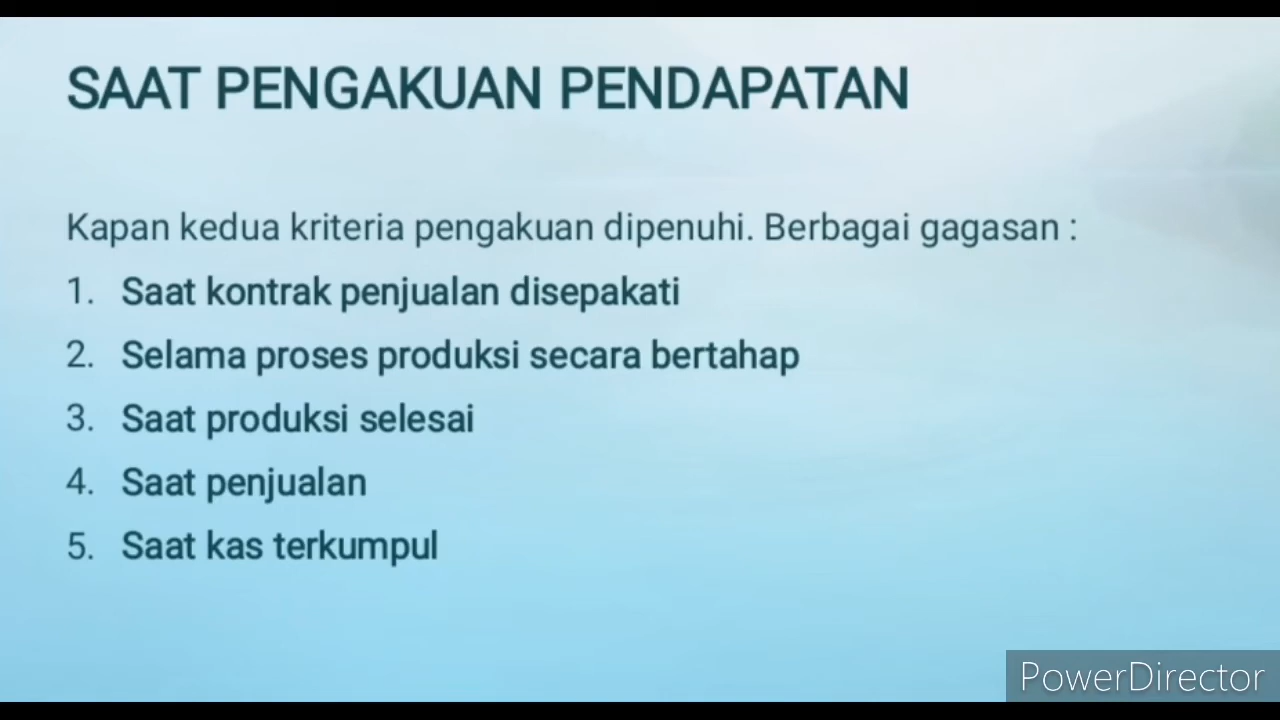 SAAT PENGAKUAN PENDAPATAN
Kapan kedua kriteria pengakuan dipenuhi. Berbagai gagasan :
1. Saat kontrak penjualan disepakati
2. Selama proses produksi secara bertahap
3. Saat produksi selesai
4. Saat penjualan
5. Saat kas terkumpul
PowerDirector